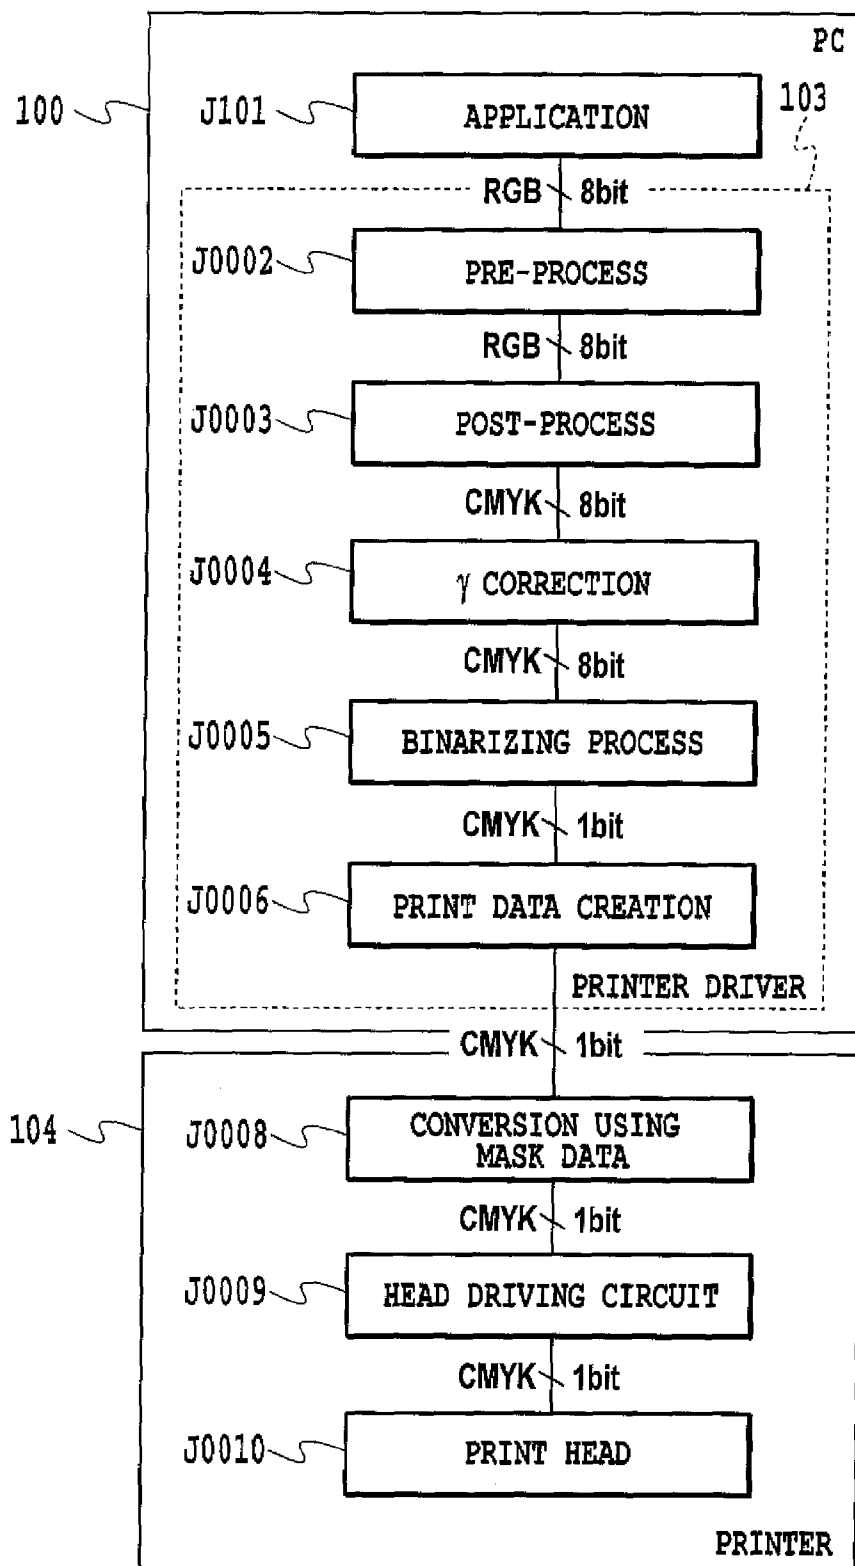 PC
100
J101
APPLICATION
103
RGB 8bit
J0002
PRE-PROCESS
RGB 8bit
J0003
POST-PROCESS
CMYK 8bit
J0004
γ CORRECTION
CMYK 8bit
J0005
BINARIZING PROCESS
CMYK 1bit
J0006
PRINT DATA CREATION
PRINTER DRIVER
CMYK 1bit
104
J0008
CONVERSION USING
MASK DATA
CMYK 1bit
J0009
HEAD DRIVING CIRCUIT
CMYK 1bit
J0010
PRINT HEAD
PRINTER